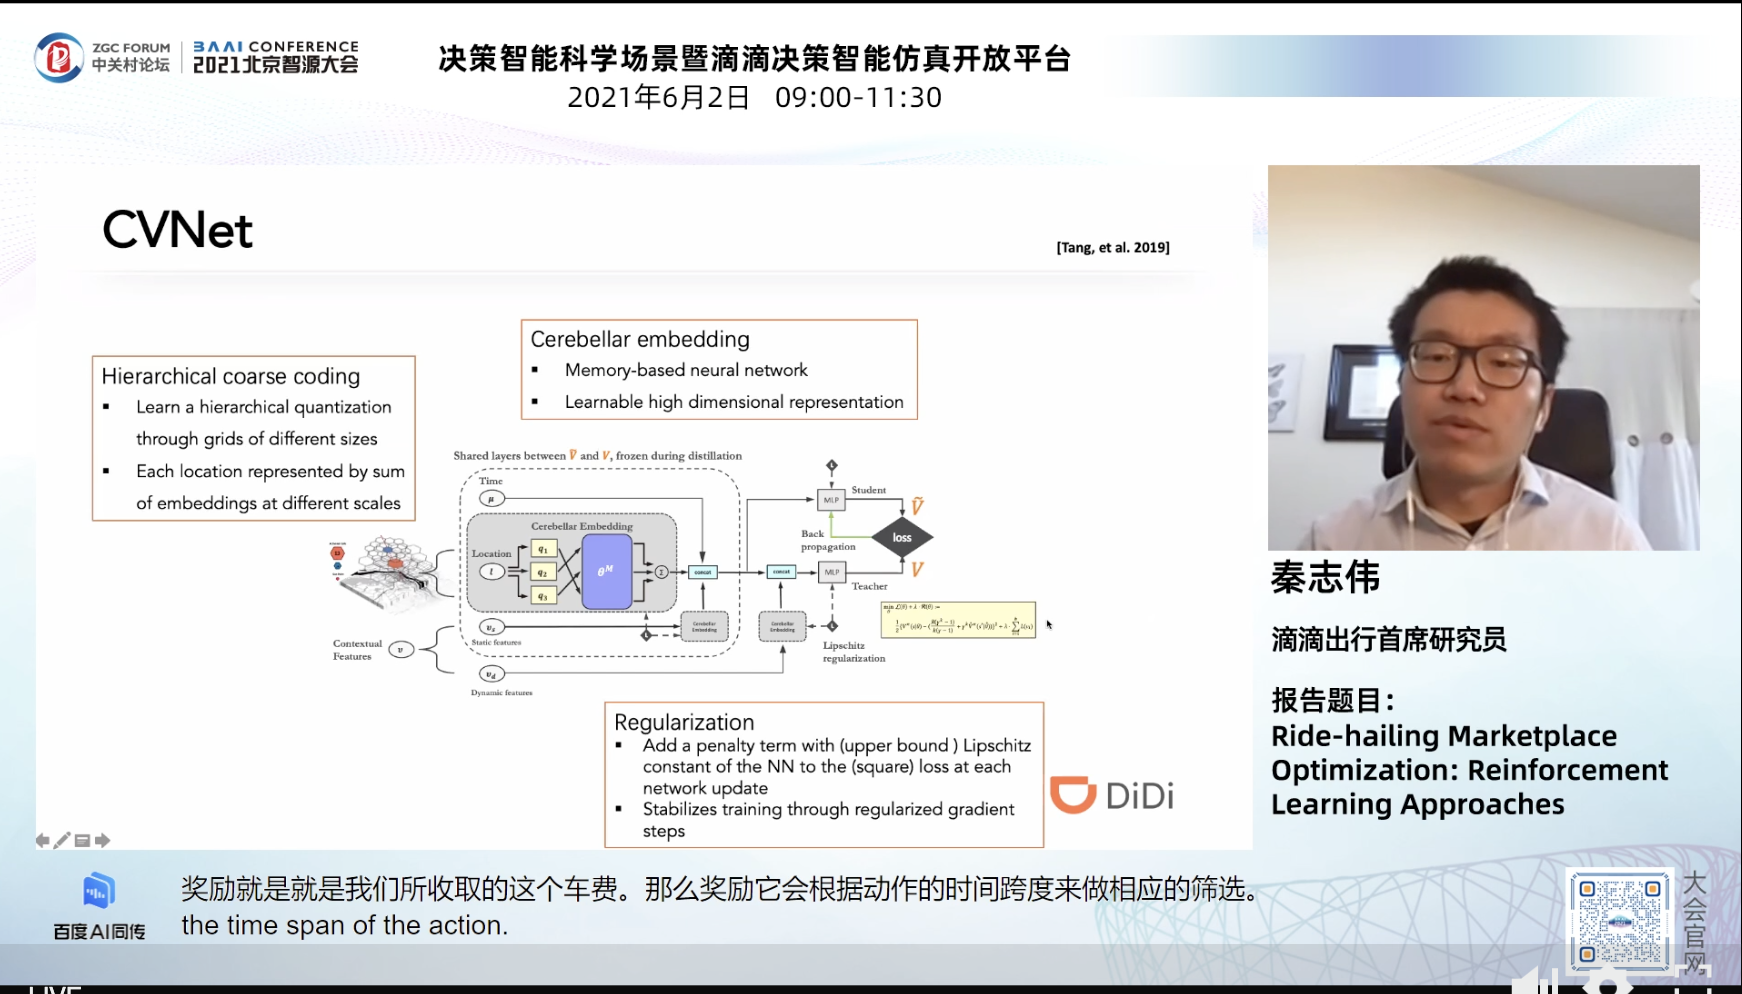 ZGC FORUM
中关村论坛
BAAI CONFERENCE
2021北京智源大会
决策智能科学场景暨滴滴决策智能仿真开放平台
2021年6月2日 09:00-11:30
CVNet
[Tang, et al. 2019]
Cerebellar embedding
▪ Memory-based neural network
▪ Learnable high dimensional representation
Hierarchical coarse coding
▪ Learn a hierarchical quantization
through grids of different sizes
▪ Each location represented by sum
of embeddings at different scales
Shared layers between Ṽ and V, frozen during distillation
Time
μ
Cerebellar Embedding
Location
l
q1
q2
q3
θ^M
Σ
concat
concat
MLP
Student
Ṽ
Back
propagation
loss
MLP
V
Teacher
Cerebellar
Embedding
Cerebellar
Embedding
L
L
L
Lipschitz
regularization
Contextual
Features
v
v_s
Static features
v_d
Dynamic features
Regularization
▪ Add a penalty term with (upper bound ) Lipschitz
constant of the NN to the (square) loss at each
network update
▪ Stabilizes training through regularized gradient
steps
DiDi
秦志伟
滴滴出行首席研究员
报告题目：
Ride-hailing Marketplace
Optimization: Reinforcement
Learning Approaches
百度AI同传
奖励就是就是我们所收取的这个车费。那么奖励它会根据动作的时间跨度来做相应的筛选。
the time span of the action.
大会官网
LIVE